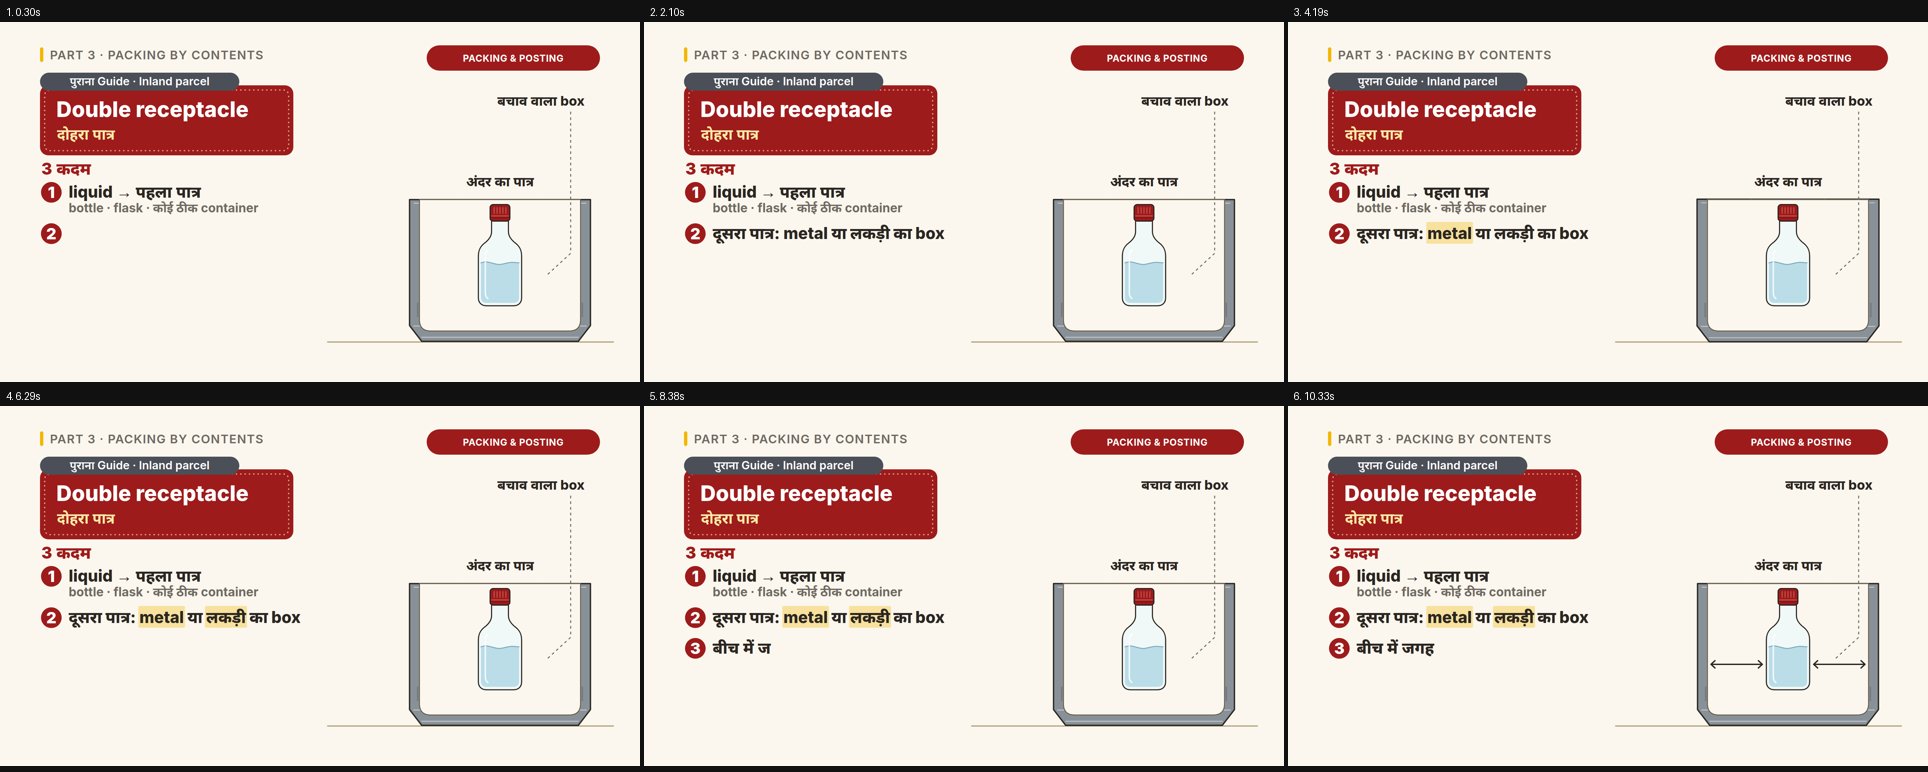 1. 0.30s
PART 3 · PACKING BY CONTENTS
PACKING & POSTING
पुराना Guide · Inland parcel
Double receptacle
दोहरा पात्र
बचाव वाला box
3 कदम
1 liquid → पहला पात्र
bottle · flask · कोई ठीक container
2
अंदर का पात्र
2. 2.10s
PART 3 · PACKING BY CONTENTS
PACKING & POSTING
पुराना Guide · Inland parcel
Double receptacle
दोहरा पात्र
बचाव वाला box
3 कदम
1 liquid → पहला पात्र
bottle · flask · कोई ठीक container
2 दूसरा पात्र: metal या लकड़ी का box
अंदर का पात्र
3. 4.19s
PART 3 · PACKING BY CONTENTS
PACKING & POSTING
पुराना Guide · Inland parcel
Double receptacle
दोहरा पात्र
बचाव वाला box
3 कदम
1 liquid → पहला पात्र
bottle · flask · कोई ठीक container
2 दूसरा पात्र: metal या लकड़ी का box
अंदर का पात्र
4. 6.29s
PART 3 · PACKING BY CONTENTS
PACKING & POSTING
पुराना Guide · Inland parcel
Double receptacle
दोहरा पात्र
बचाव वाला box
3 कदम
1 liquid → पहला पात्र
bottle · flask · कोई ठीक container
2 दूसरा पात्र: metal या लकड़ी का box
अंदर का पात्र
5. 8.38s
PART 3 · PACKING BY CONTENTS
PACKING & POSTING
पुराना Guide · Inland parcel
Double receptacle
दोहरा पात्र
बचाव वाला box
3 कदम
1 liquid → पहला पात्र
bottle · flask · कोई ठीक container
2 दूसरा पात्र: metal या लकड़ी का box
3 बीच में ज
अंदर का पात्र
6. 10.33s
PART 3 · PACKING BY CONTENTS
PACKING & POSTING
पुराना Guide · Inland parcel
Double receptacle
दोहरा पात्र
बचाव वाला box
3 कदम
1 liquid → पहला पात्र
bottle · flask · कोई ठीक container
2 दूसरा पात्र: metal या लकड़ी का box
3 बीच में जगह
अंदर का पात्र